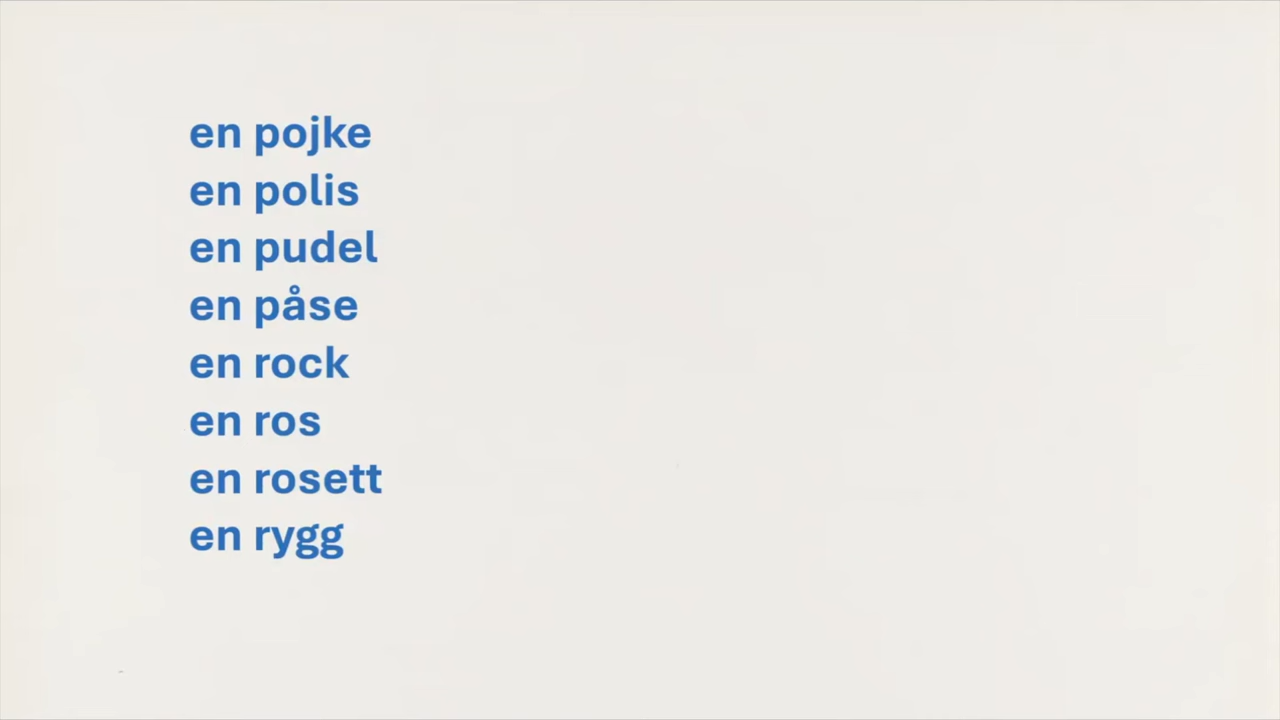 en pojke
en polis
en pudel
en påse
en rock
en ros
en rosett
en rygg